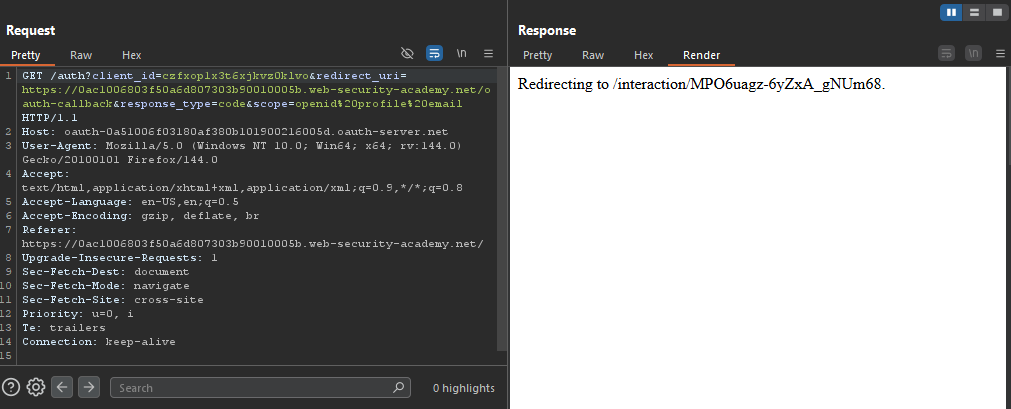 Request
Pretty Raw Hex \n
1 GET /auth?client_id=czfxoplx3t6xjkvz0klvo&redirect_uri=
https://0ac1006803f50a6d807303b90010005b.web-security-academy.net/o
auth-callback&response_type=code&scope=openid%20profile%20email
HTTP/1.1
2 Host: oauth-0a51006f03180af380b101900216005d.oauth-server.net
3 User-Agent: Mozilla/5.0 (Windows NT 10.0; Win64; x64; rv:144.0)
Gecko/20100101 Firefox/144.0
4 Accept:
text/html,application/xhtml+xml,application/xml;q=0.9,*/*;q=0.8
5 Accept-Language: en-US,en;q=0.5
6 Accept-Encoding: gzip, deflate, br
7 Referer:
https://0ac1006803f50a6d807303b90010005b.web-security-academy.net/
8 Upgrade-Insecure-Requests: 1
9 Sec-Fetch-Dest: document
10 Sec-Fetch-Mode: navigate
11 Sec-Fetch-Site: cross-site
12 Priority: u=0, i
13 Te: trailers
14 Connection: keep-alive
15
Search
0 highlights
Response
Pretty Raw Hex Render \n
Redirecting to /interaction/MPO6uagz-6yZxA_gNUm68.